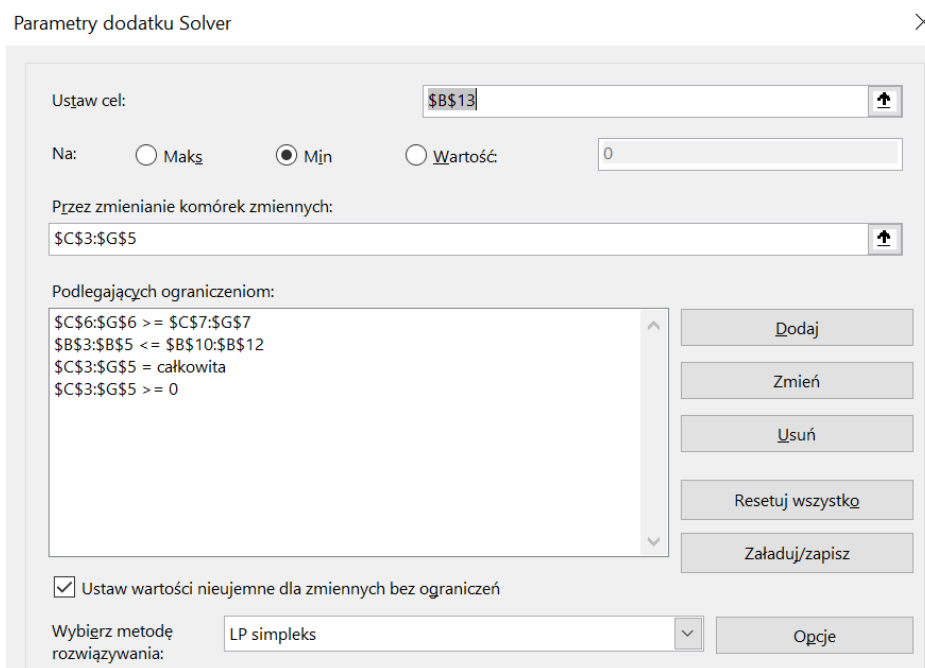 Parametry dodatku Solver
Ustaw cel:
$B$13
Na:
Maks
Min
Wartość:
0
Przez zmienianie komórek zmiennych:
$C$3:$G$5
Podlegających ograniczeniom:
$C$6:$G$6 >= $C$7:$G$7
$B$3:$B$5 <= $B$10:$B$12
$C$3:$G$5 = całkowita
$C$3:$G$5 >= 0
Dodaj
Zmień
Usuń
Resetuj wszystko
Załaduj/zapisz
Ustaw wartości nieujemne dla zmiennych bez ograniczeń
Wybierz metodę
rozwiązywania:
LP simpleks
Opcje